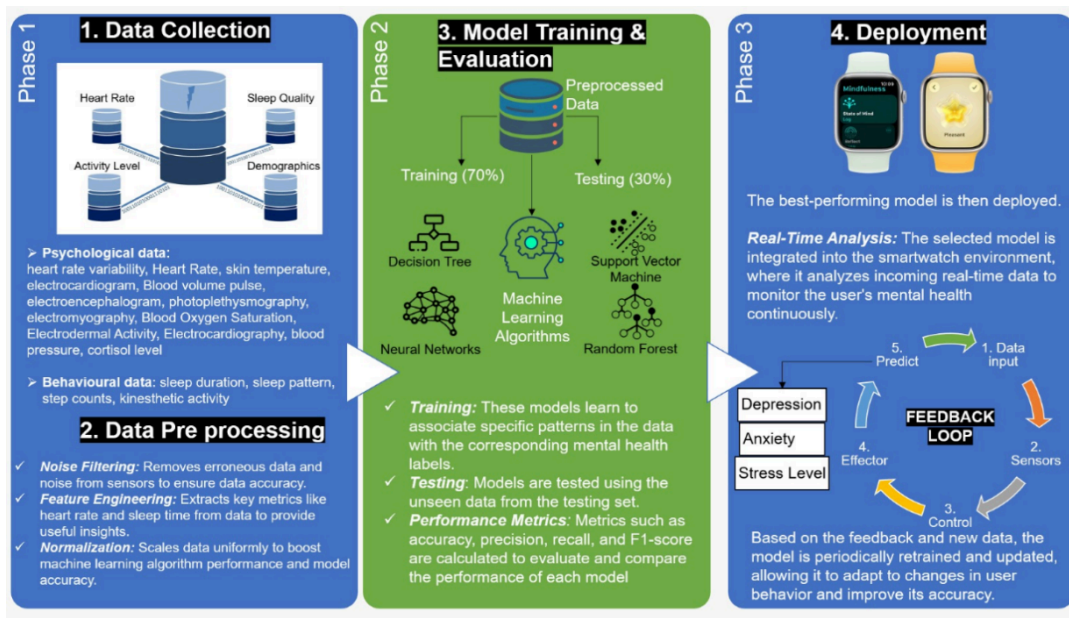 Phase 1
1. Data Collection
Heart Rate
Sleep Quality
Activity Level
Demographics
➢ Psychological data:
heart rate variability, Heart Rate, skin temperature,
electrocardiogram, Blood volume pulse,
electroencephalogram, photoplethysmography,
electromyography, Blood Oxygen Saturation,
Electrodermal Activity, Electrocardiography, blood
pressure, cortisol level
➢ Behavioural data: sleep duration, sleep pattern,
step counts, kinesthetic activity
2. Data Pre processing
✓ Noise Filtering: Removes erroneous data and
noise from sensors to ensure data accuracy.
✓ Feature Engineering: Extracts key metrics like
heart rate and sleep time from data to provide
useful insights.
✓ Normalization: Scales data uniformly to boost
machine learning algorithm performance and model
accuracy.
Phase 2
3. Model Training &
Evaluation
Preprocessed
Data
Training (70%)
Testing (30%)
Decision Tree
Support Vector
Machine
Machine
Learning
Algorithms
Neural Networks
Random Forest
✓ Training: These models learn to
associate specific patterns in the data
with the corresponding mental health
labels.
✓ Testing: Models are tested using the
unseen data from the testing set.
✓ Performance Metrics: Metrics such as
accuracy, precision, recall, and F1-score
are calculated to evaluate and compare
the performance of each model
Phase 3
4. Deployment
Mindfulness
State of Mind
Log
Pleasant
The best-performing model is then deployed.
Real-Time Analysis: The selected model is
integrated into the smartwatch environment,
where it analyzes incoming real-time data to
monitor the user's mental health
continuously.
5.
Predict
1. Data
input
Depression
Anxiety
Stress Level
FEEDBACK
LOOP
4.
Effector
2.
Sensors
3.
Control
Based on the feedback and new data, the
model is periodically retrained and updated,
allowing it to adapt to changes in user
behavior and improve its accuracy.